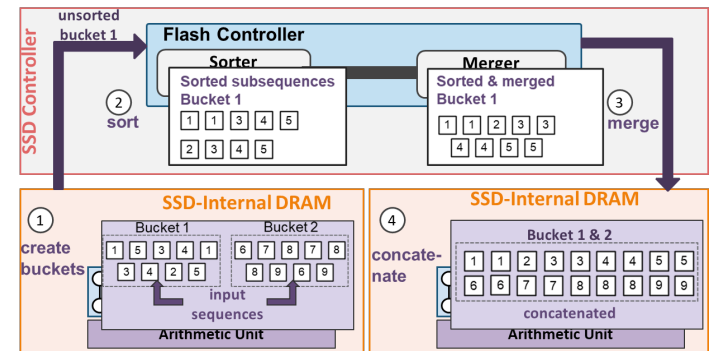 unsorted
bucket 1
Flash Controller
SSD Controller
Sorter
Merger
Sorted subsequences
Bucket 1
1 1 3 4 5
2 3 4 5
Sorted & merged
Bucket 1
1 1 2 3 3
4 4 5 5
2
sort
3
merge
SSD-Internal DRAM
1
create
buckets
Bucket 1
1 5 3 4 1
3 4 2 5
Bucket 2
6 7 8 7 8
8 9 6 9
input
sequences
Arithmetic Unit
SSD-Internal DRAM
4
concate-
nate
Bucket 1 & 2
1 1 2 3 3 4 4 5 5
6 6 7 7 8 8 8 9 9
concatenated
Arithmetic Unit